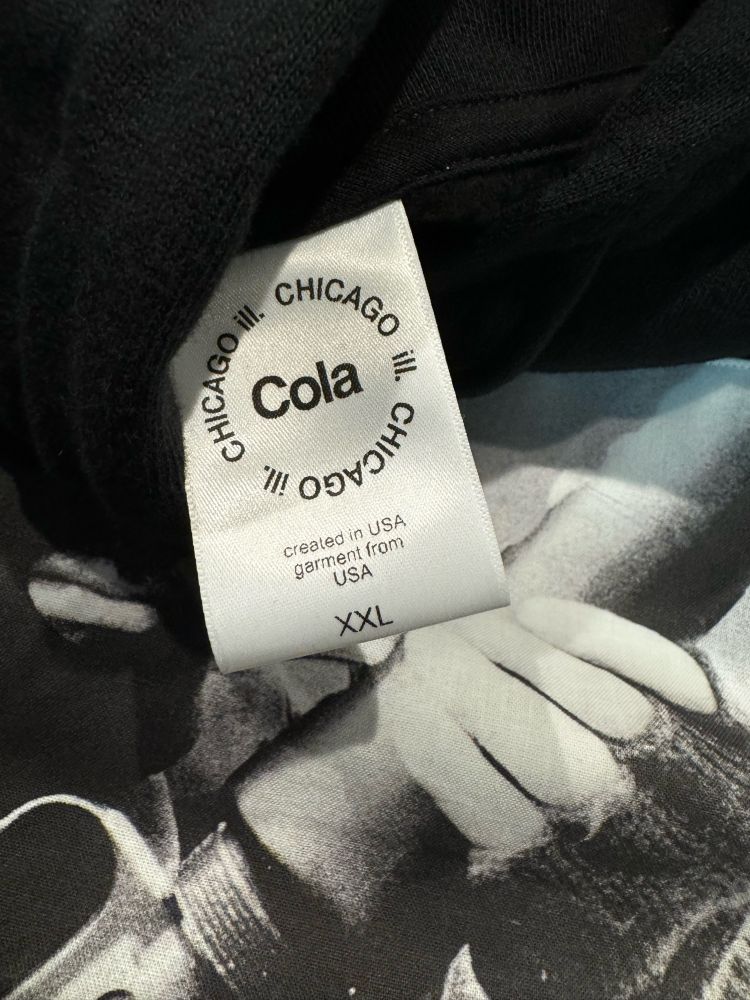 CHICAGO ill. CHICAGO ill. CHICAGO ill.
Cola
created in USA
garment from
USA
XXL